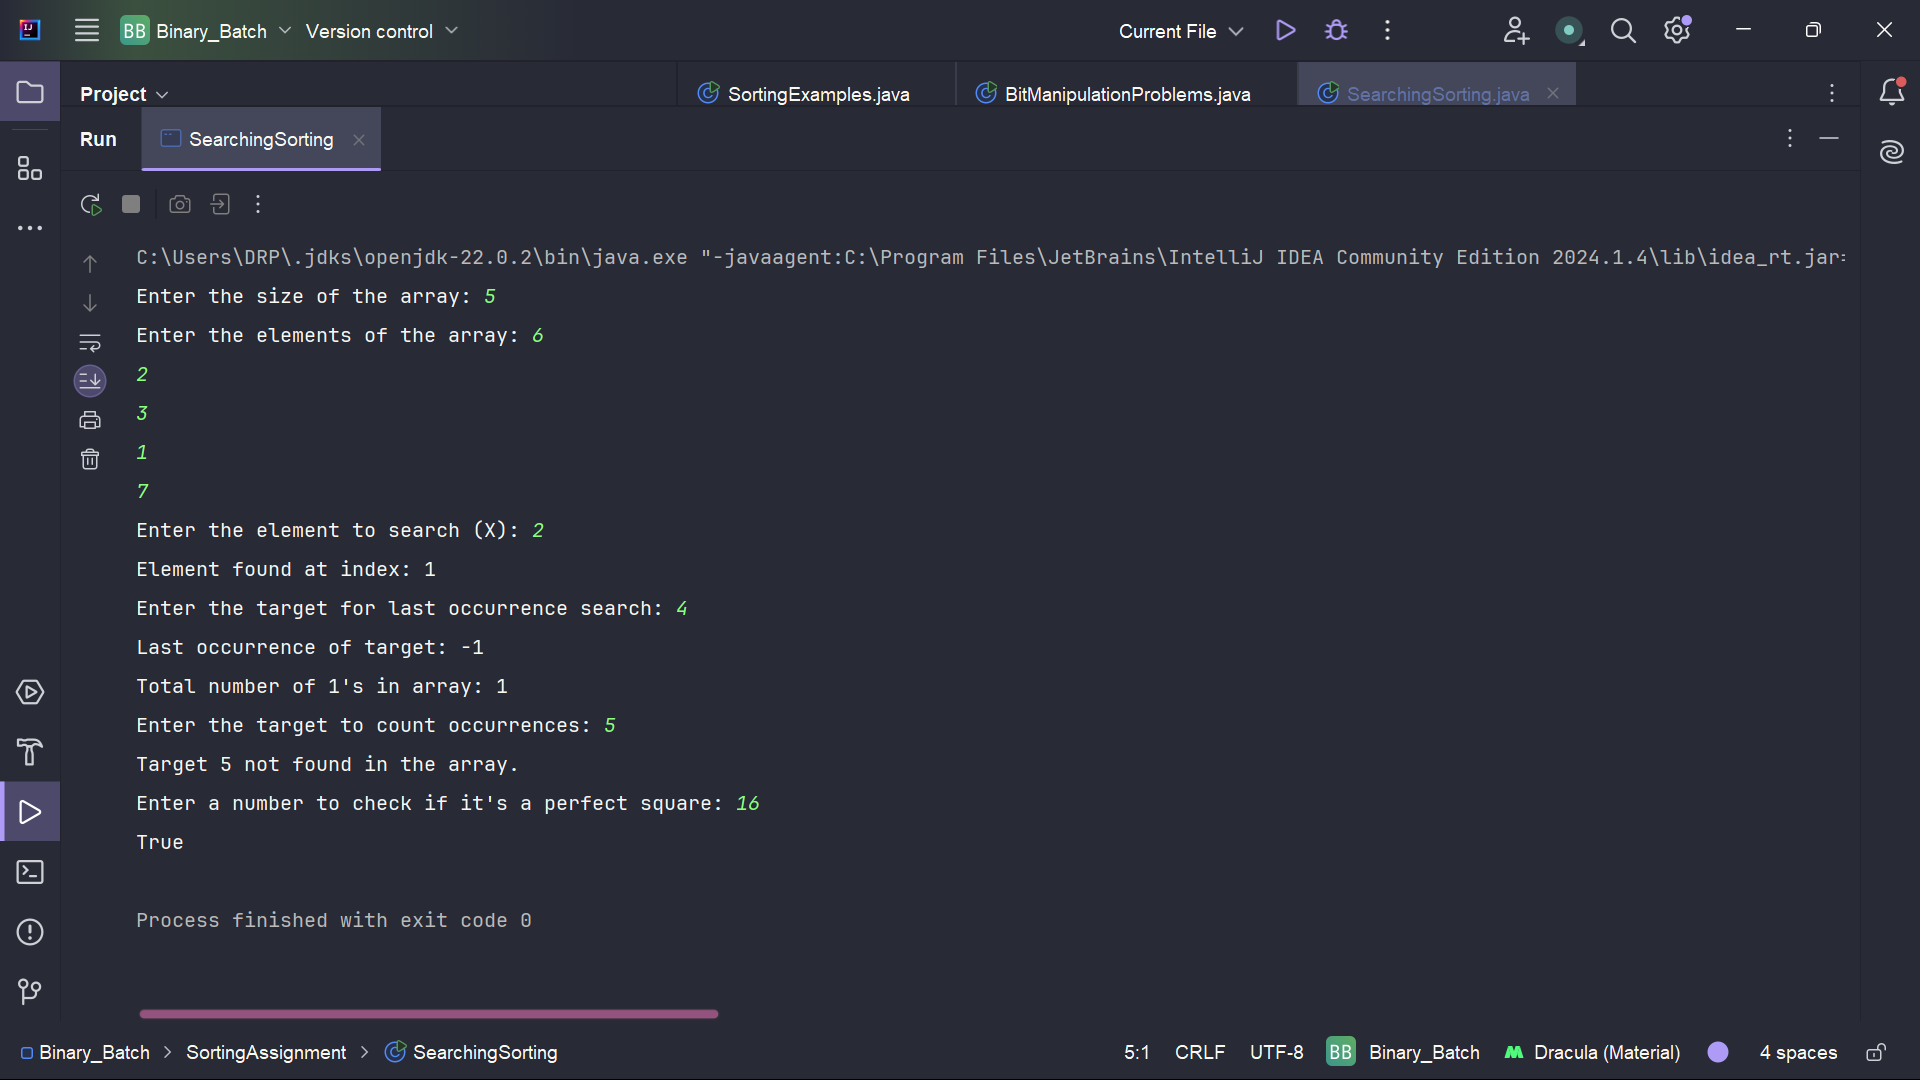 BB Binary_Batch Version control Current File
Project SortingExamples.java BitManipulationProblems.java SearchingSorting.java
Run SearchingSorting
C:\Users\DRP\.jdks\openjdk-22.0.2\bin\java.exe "-javaagent:C:\Program Files\JetBrains\IntelliJ IDEA Community Edition 2024.1.4\lib\idea_rt.jar=
Enter the size of the array: 5
Enter the elements of the array: 6
2
3
1
7
Enter the element to search (X): 2
Element found at index: 1
Enter the target for last occurrence search: 4
Last occurrence of target: -1
Total number of 1's in array: 1
Enter the target to count occurrences: 5
Target 5 not found in the array.
Enter a number to check if it's a perfect square: 16
True
Process finished with exit code 0
Binary_Batch > SortingAssignment > SearchingSorting 5:1 CRLF UTF-8 BB Binary_Batch Dracula (Material) 4 spaces